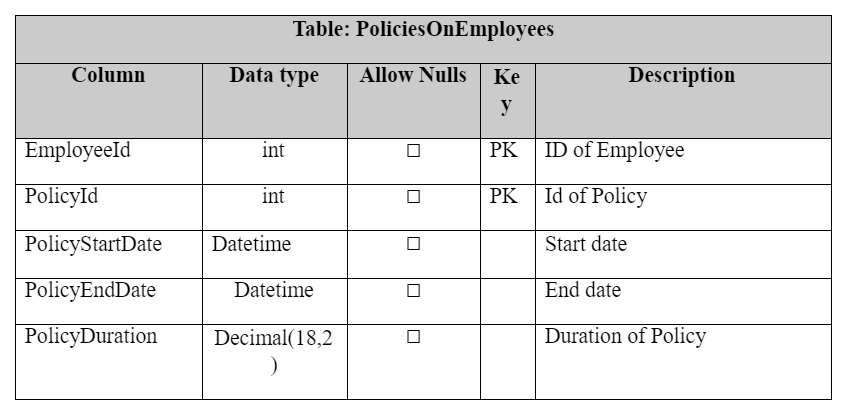 Table: PoliciesOnEmployees
Column Data type Allow Nulls Ke
y Description
EmployeeId int ☐ PK ID of Employee
PolicyId int ☐ PK Id of Policy
PolicyStartDate Datetime ☐ Start date
PolicyEndDate Datetime ☐ End date
PolicyDuration Decimal(18,2
) ☐ Duration of Policy